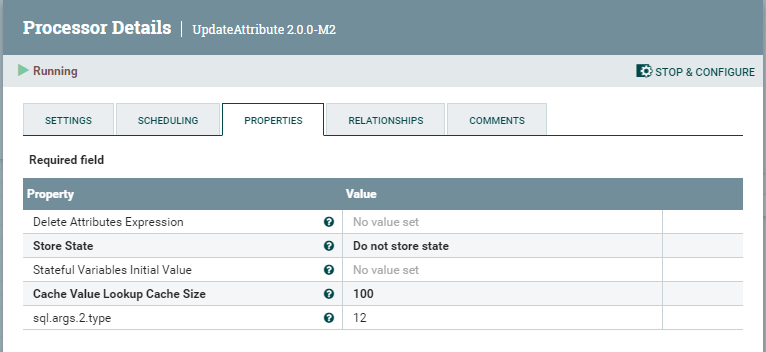 Processor Details | UpdateAttribute 2.0.0-M2
Running STOP & CONFIGURE
SETTINGS SCHEDULING PROPERTIES RELATIONSHIPS COMMENTS
Required field
Property Value
Delete Attributes Expression No value set
Store State Do not store state
Stateful Variables Initial Value No value set
Cache Value Lookup Cache Size 100
sql.args.2.type 12